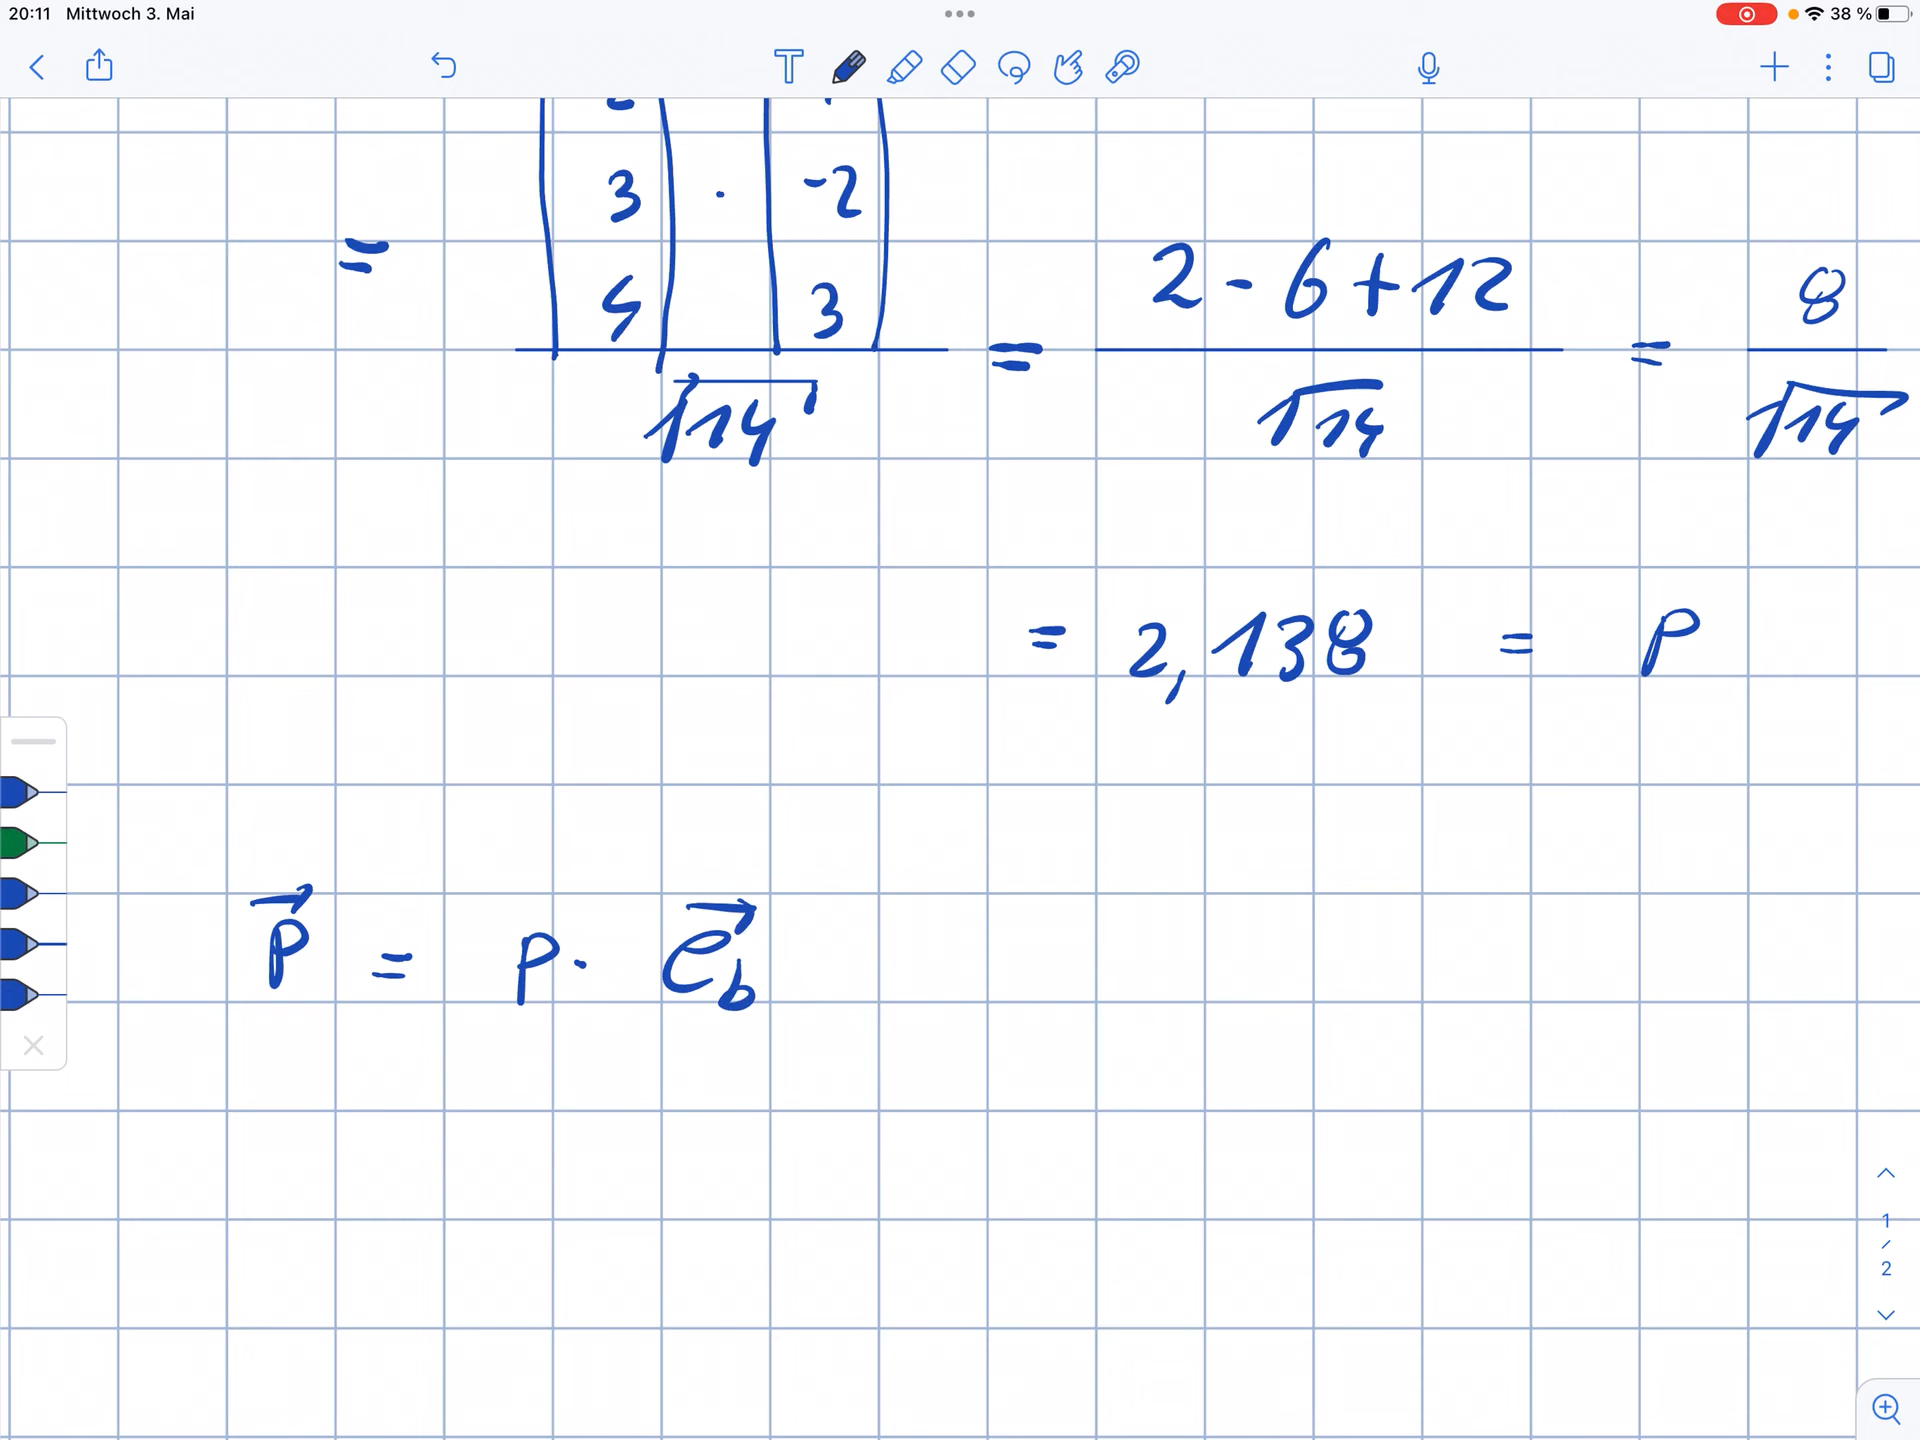 20:11 Mittwoch 3. Mai 38 %
3 · -2
=
4 3
2 - 6 + 12 8
= =
√14 √14 √14
= 2,138 = p
p⃗ = p · e⃗_b
1
/
2